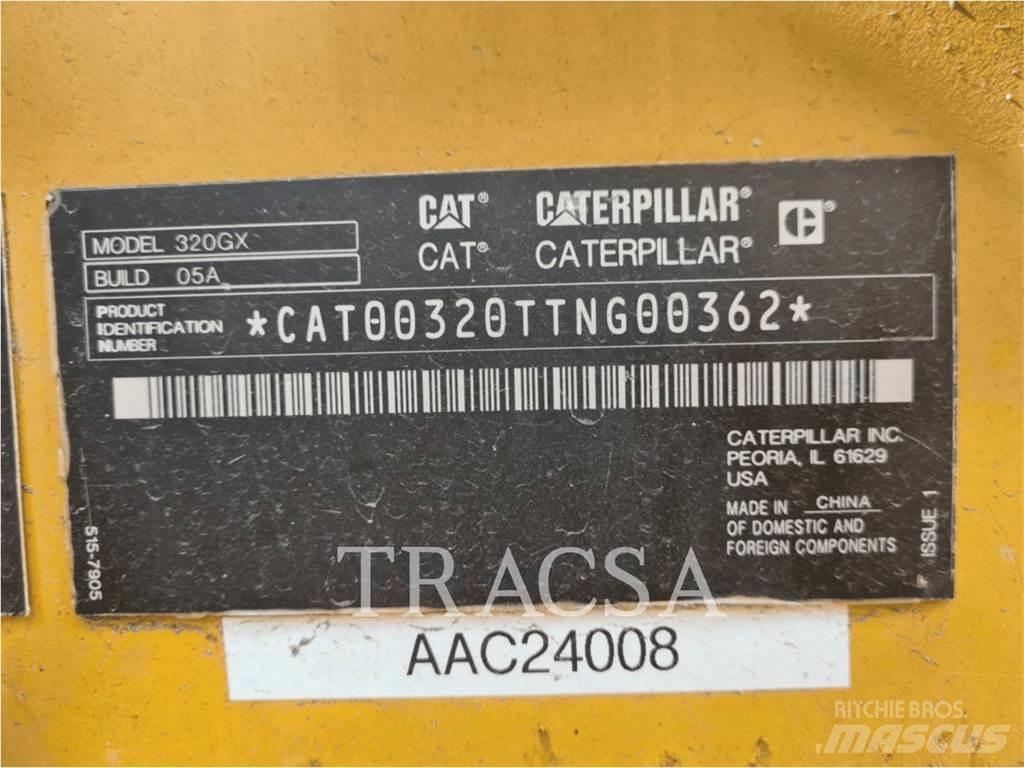 CAT® CATERPILLAR®
CAT® CATERPILLAR®
MODEL 320GX
BUILD 05A
PRODUCT
IDENTIFICATION
NUMBER
*CAT00320TTNG00362*
CATERPILLAR INC.
PEORIA, IL 61629
USA
MADE IN CHINA
OF DOMESTIC AND
FOREIGN COMPONENTS
ISSUE 1
515-7905
TRACSA
AAC24008
RITCHIE BROS.
MASCUS